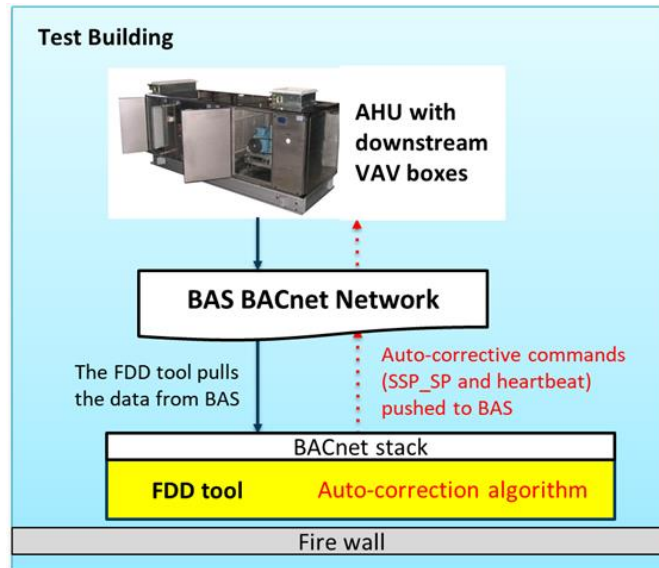 Test Building
AHU with
downstream
VAV boxes
BAS BACnet Network
The FDD tool pulls
the data from BAS
Auto-corrective commands
(SSP_SP and heartbeat)
pushed to BAS
BACnet stack
FDD tool
Auto-correction algorithm
Fire wall